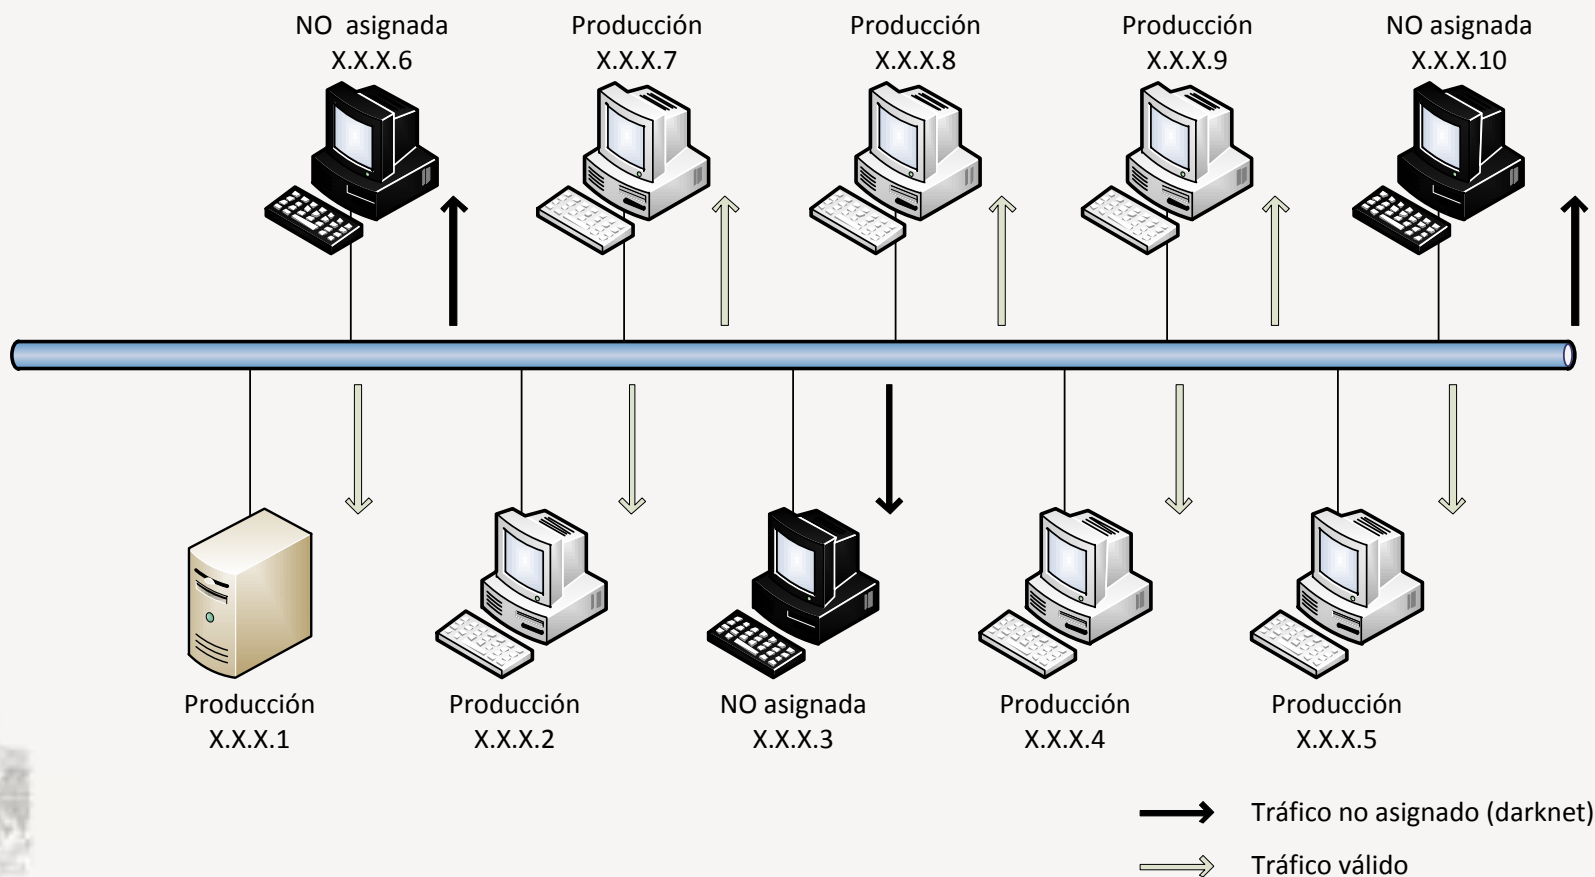 NO asignada
X.X.X.6
Producción
X.X.X.7
Producción
X.X.X.8
Producción
X.X.X.9
NO asignada
X.X.X.10
Producción
X.X.X.1
Producción
X.X.X.2
NO asignada
X.X.X.3
Producción
X.X.X.4
Producción
X.X.X.5
Tráfico no asignado (darknet)
Tráfico válido